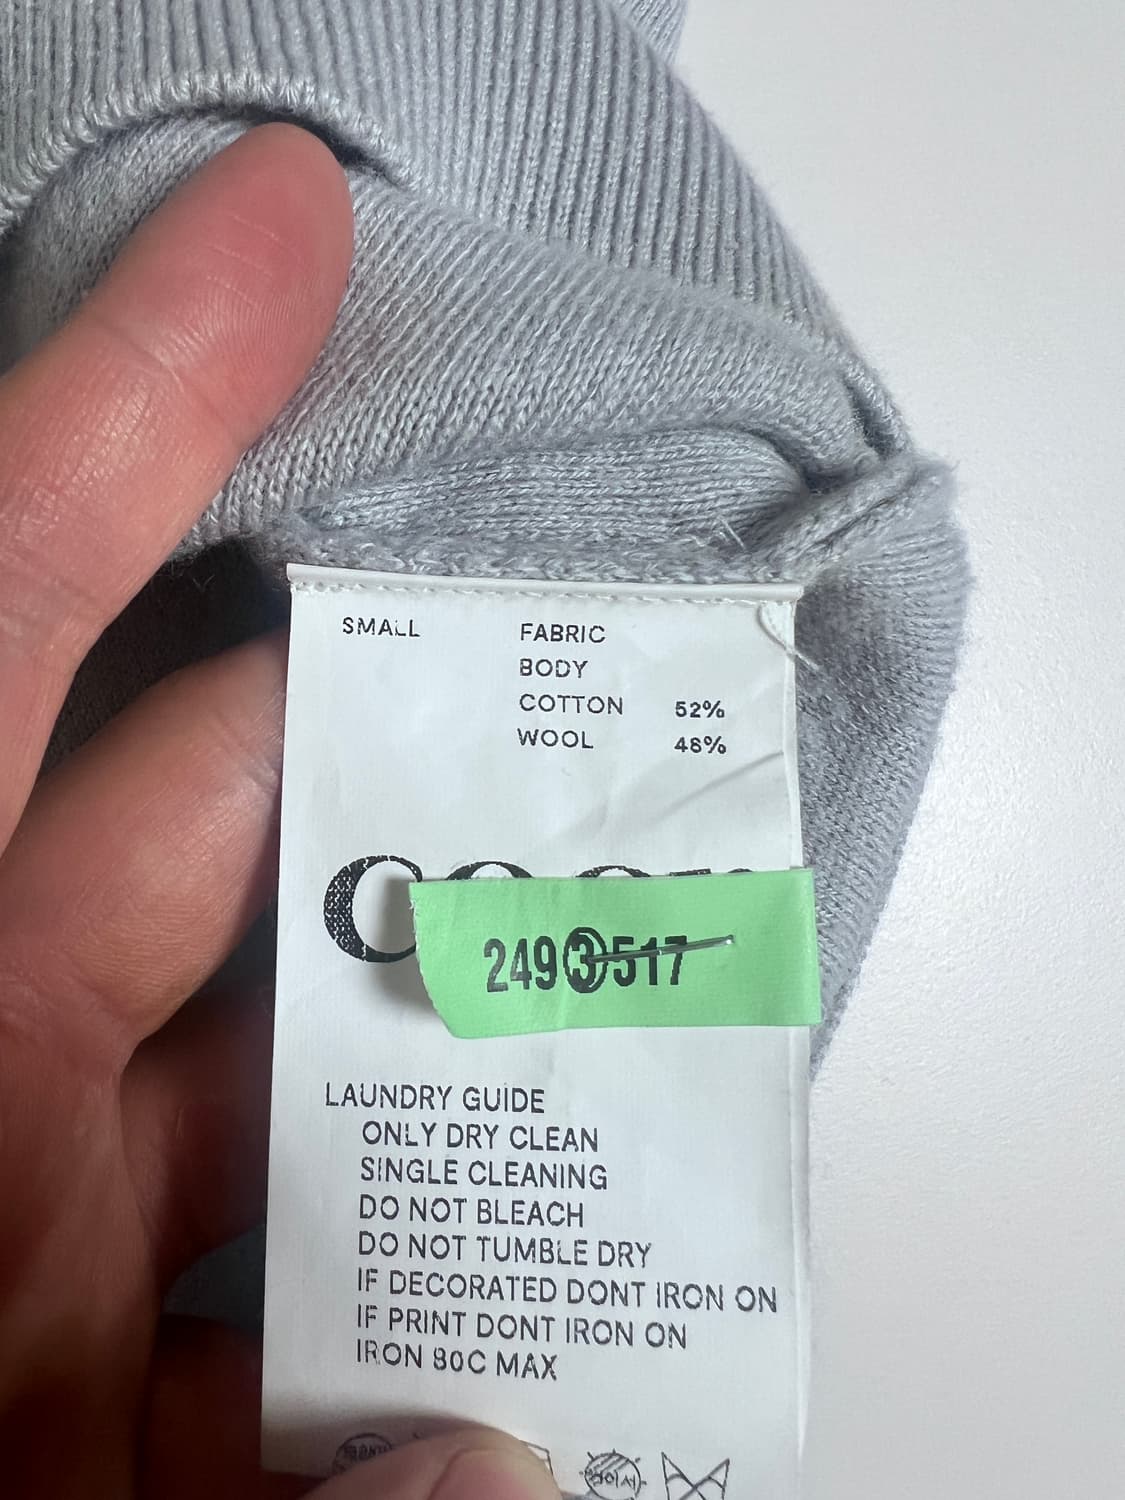 SMALL
FABRIC
BODY
COTTON 52%
WOOL 48%
2493517
LAUNDRY GUIDE
ONLY DRY CLEAN
SINGLE CLEANING
DO NOT BLEACH
DO NOT TUMBLE DRY
IF DECORATED DONT IRON ON
IF PRINT DONT IRON ON
IRON 80C MAX